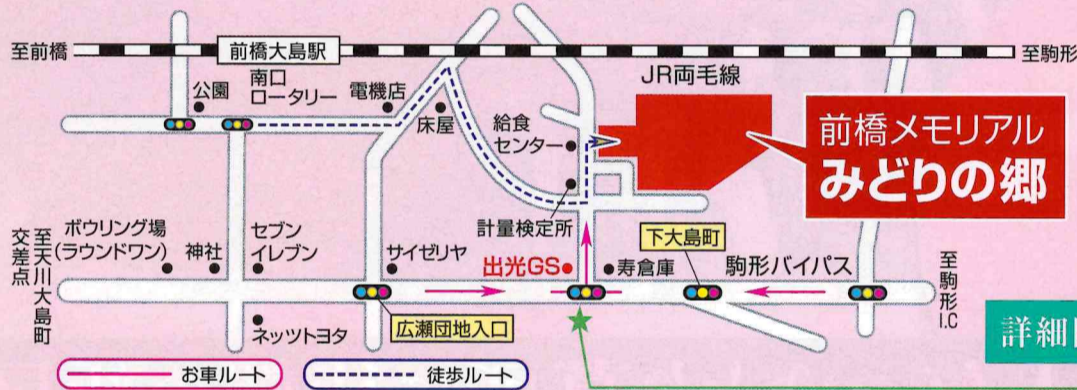 至前橋
前橋大島駅
至駒形
JR両毛線
公園
南口
ロータリー
電機店
床屋
給食
センター
前橋メモリアル
みどりの郷
計量検定所
下大島町
至天川大島町
交差点
ボウリング場
(ラウンドワン)
神社
セブン
イレブン
サイゼリヤ
出光GS
寿倉庫
駒形バイパス
至駒形I.C
広瀬団地入口
ネッツトヨタ
お車ルート
徒歩ルート